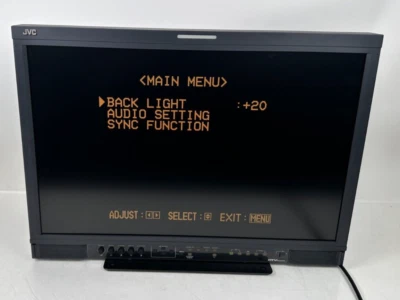 JVC
<MAIN MENU>
▶BACK LIGHT :+20
AUDIO SETTING
SYNC FUNCTION
ADJUST: SELECT: EXIT:MENU